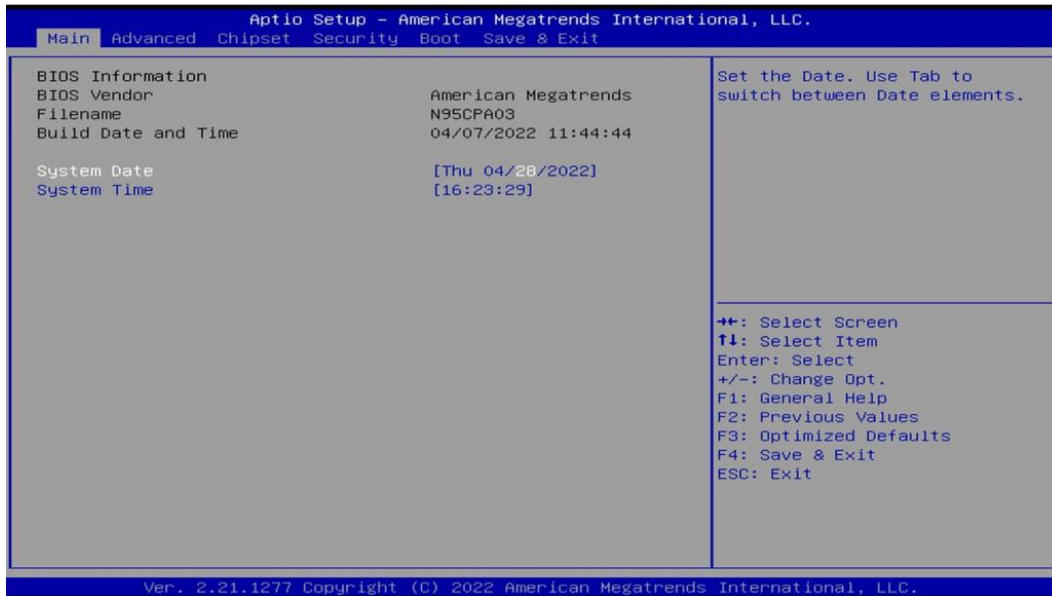 Aptio Setup – American Megatrends International, LLC.
Main Advanced Chipset Security Boot Save & Exit
BIOS Information
BIOS Vendor American Megatrends
Filename N95CPA03
Build Date and Time 04/07/2022 11:44:44
System Date [Thu 04/28/2022]
System Time [16:23:29]
Set the Date. Use Tab to
switch between Date elements.
→←: Select Screen
↑↓: Select Item
Enter: Select
+/-: Change Opt.
F1: General Help
F2: Previous Values
F3: Optimized Defaults
F4: Save & Exit
ESC: Exit
Ver. 2.21.1277 Copyright (C) 2022 American Megatrends International, LLC.